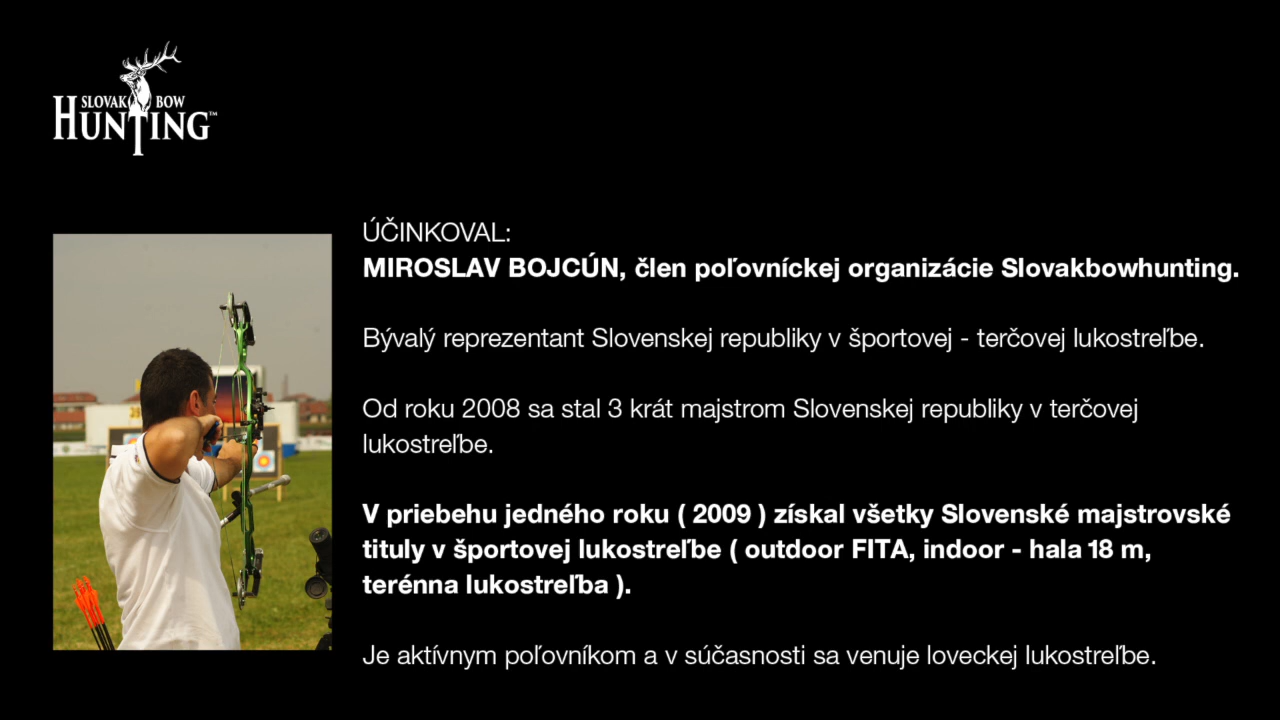 SLOVAK BOW
HUNTING™
ÚČINKOVAL:
MIROSLAV BOJCÚN, člen poľovníckej organizácie Slovakbowhunting.
Bývalý reprezentant Slovenskej republiky v športovej - terčovej lukostreľbe.
Od roku 2008 sa stal 3 krát majstrom Slovenskej republiky v terčovej
lukostreľbe.
V priebehu jedného roku ( 2009 ) získal všetky Slovenské majstrovské
tituly v športovej lukostreľbe ( outdoor FITA, indoor - hala 18 m,
terénna lukostreľba ).
Je aktívnym poľovníkom a v súčasnosti sa venuje loveckej lukostreľbe.